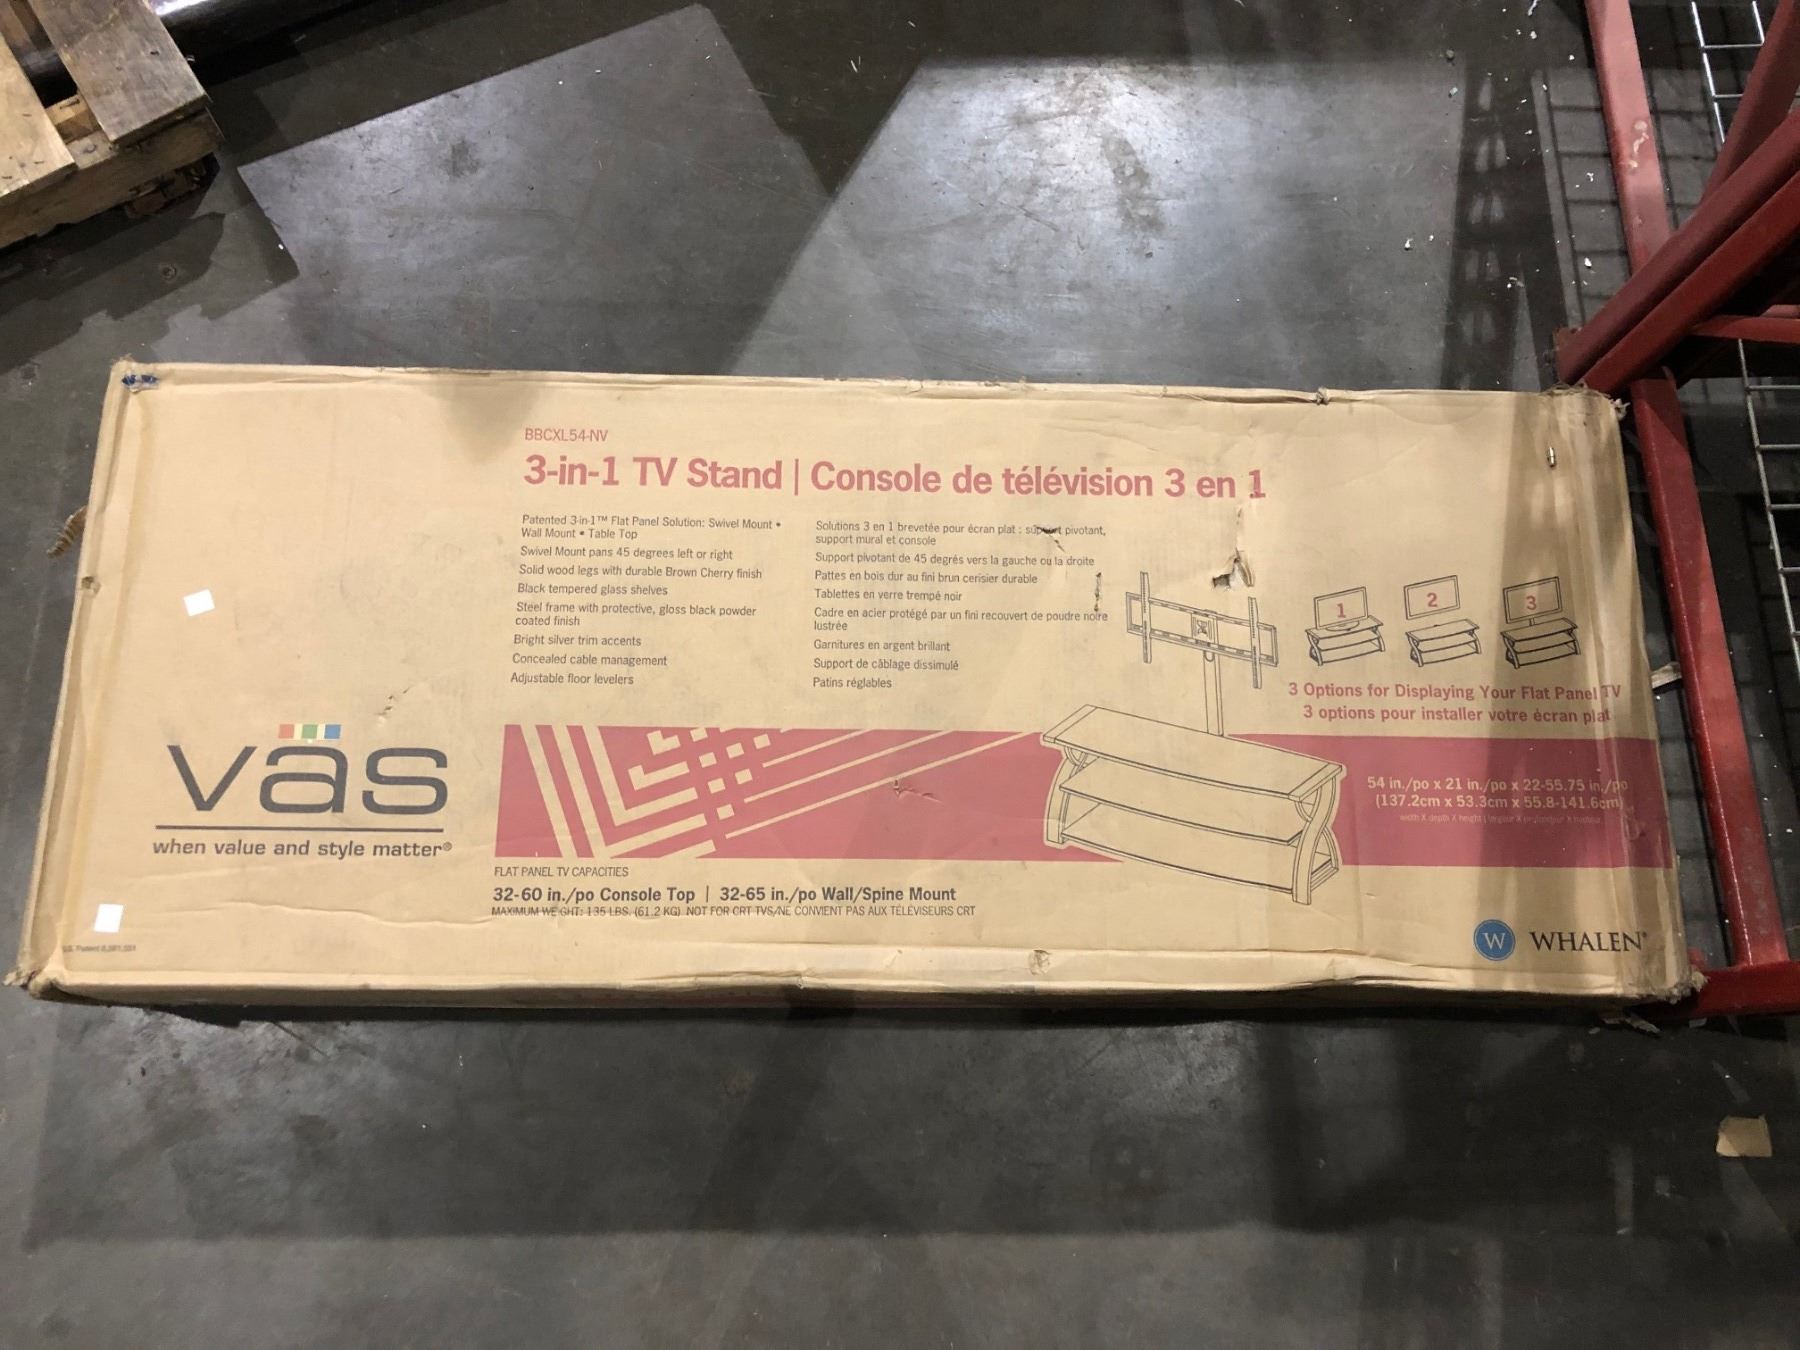 BBCXL54-NV
3-in-1 TV Stand | Console de télévision 3 en 1
Patented 3-in-1™ Flat Panel Solution: Swivel Mount •
Wall Mount • Table Top
Swivel Mount pans 45 degrees left or right
Solid wood legs with durable Brown Cherry finish
Black tempered glass shelves
Steel frame with protective, gloss black powder
coated finish
Bright silver trim accents
Concealed cable management
Adjustable floor levelers
Solutions 3 en 1 brevetée pour écran plat : support pivotant,
support mural et console
Support pivotant de 45 degrés vers la gauche ou la droite
Pattes en bois dur au fini brun cerisier durable
Tablettes en verre trempé noir
Cadre en acier protégé par un fini recouvert de poudre noire
lustrée
Garnitures en argent brillant
Support de câblage dissimulé
Patins réglables
1
2
3
3 Options for Displaying Your Flat Panel TV
3 options pour installer votre écran plat
väs
when value and style matter®
54 in./po x 21 in./po x 22-55.75 in./po
(137.2cm x 53.3cm x 55.8-141.6cm)
width X depth X height | largeur X profondeur X hauteur
FLAT PANEL TV CAPACITIES
32-60 in./po Console Top | 32-65 in./po Wall/Spine Mount
MAXIMUM WEIGHT: 135 LBS. (61.2 KG) NOT FOR CRT TVS/NE CONVIENT PAS AUX TÉLÉVISEURS CRT
W WHALEN®
U.S. Patent